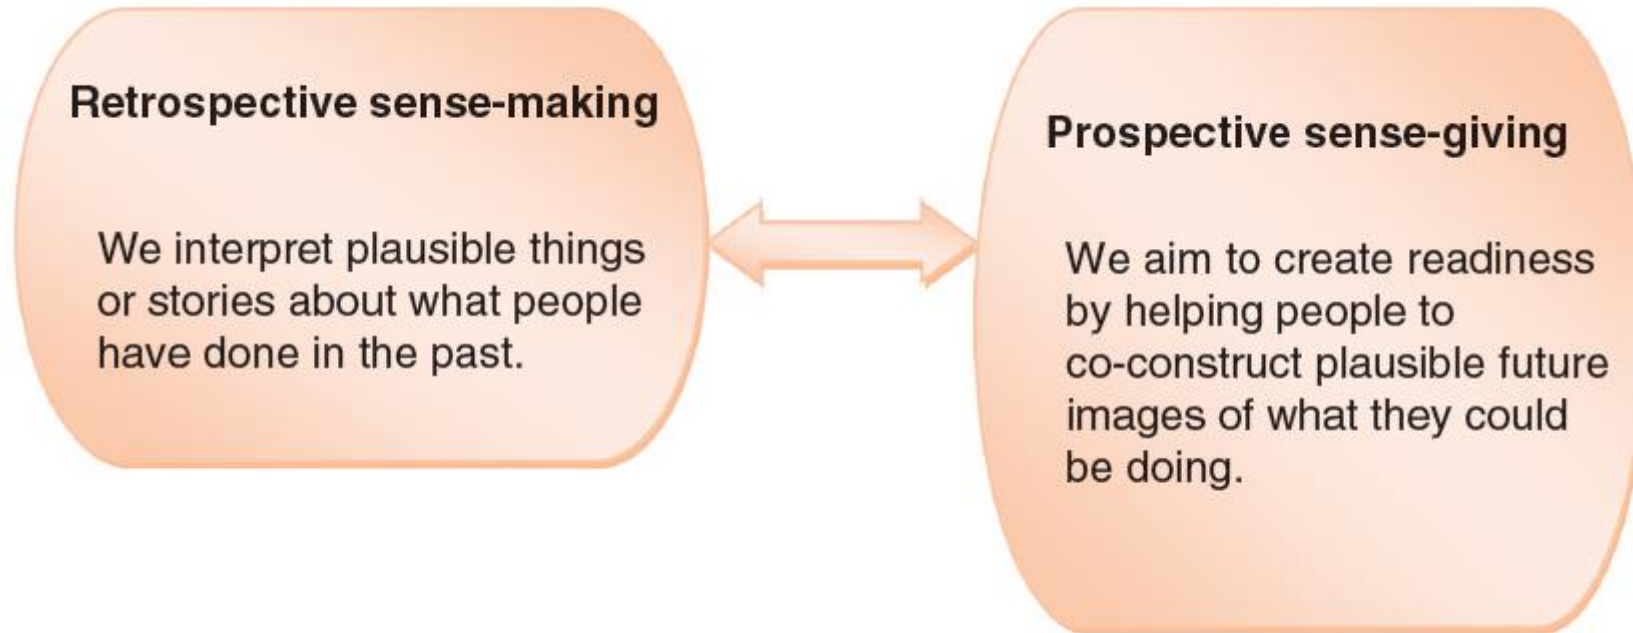 Retrospective sense-making
We interpret plausible things
or stories about what people
have done in the past.
Prospective sense-giving
We aim to create readiness
by helping people to
co-construct plausible future
images of what they could
be doing.